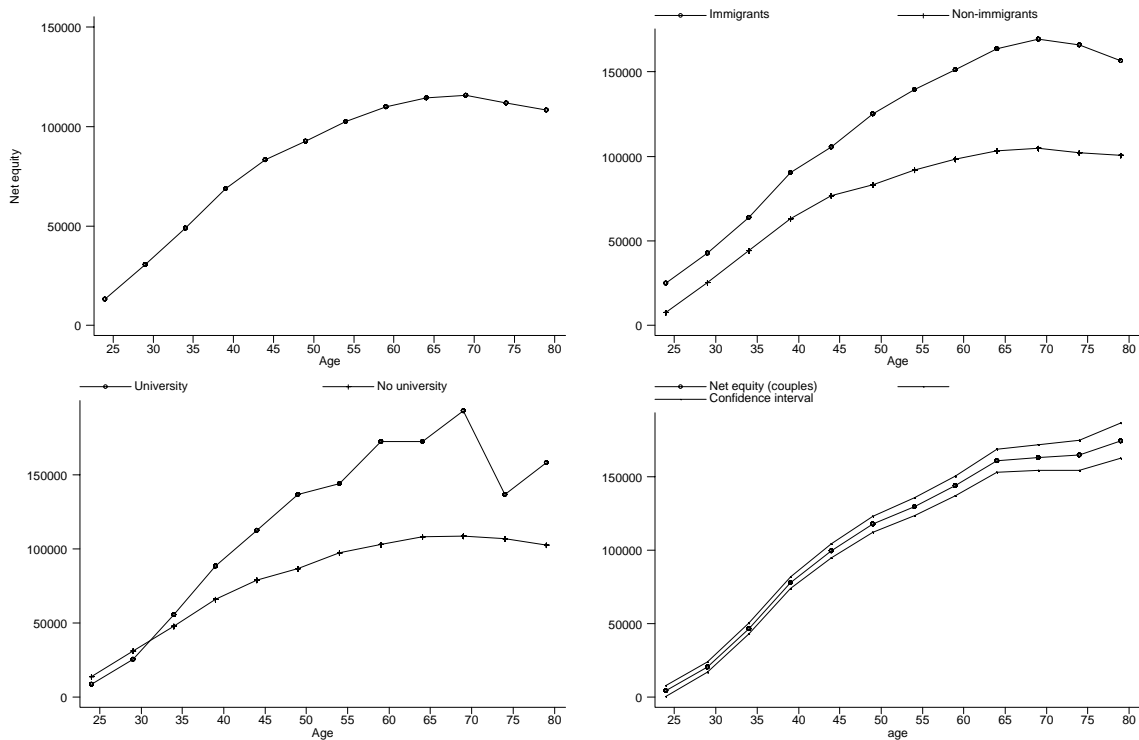 Net equity
150000
100000
50000
0
25 30 35 40 45 50 55 60 65 70 75 80
Age
Immigrants Non-immigrants
150000
100000
50000
0
25 30 35 40 45 50 55 60 65 70 75 80
Age
University No university
150000
100000
50000
0
25 30 35 40 45 50 55 60 65 70 75 80
Age
Net equity (couples)
Confidence interval
150000
100000
50000
0
25 30 35 40 45 50 55 60 65 70 75 80
age